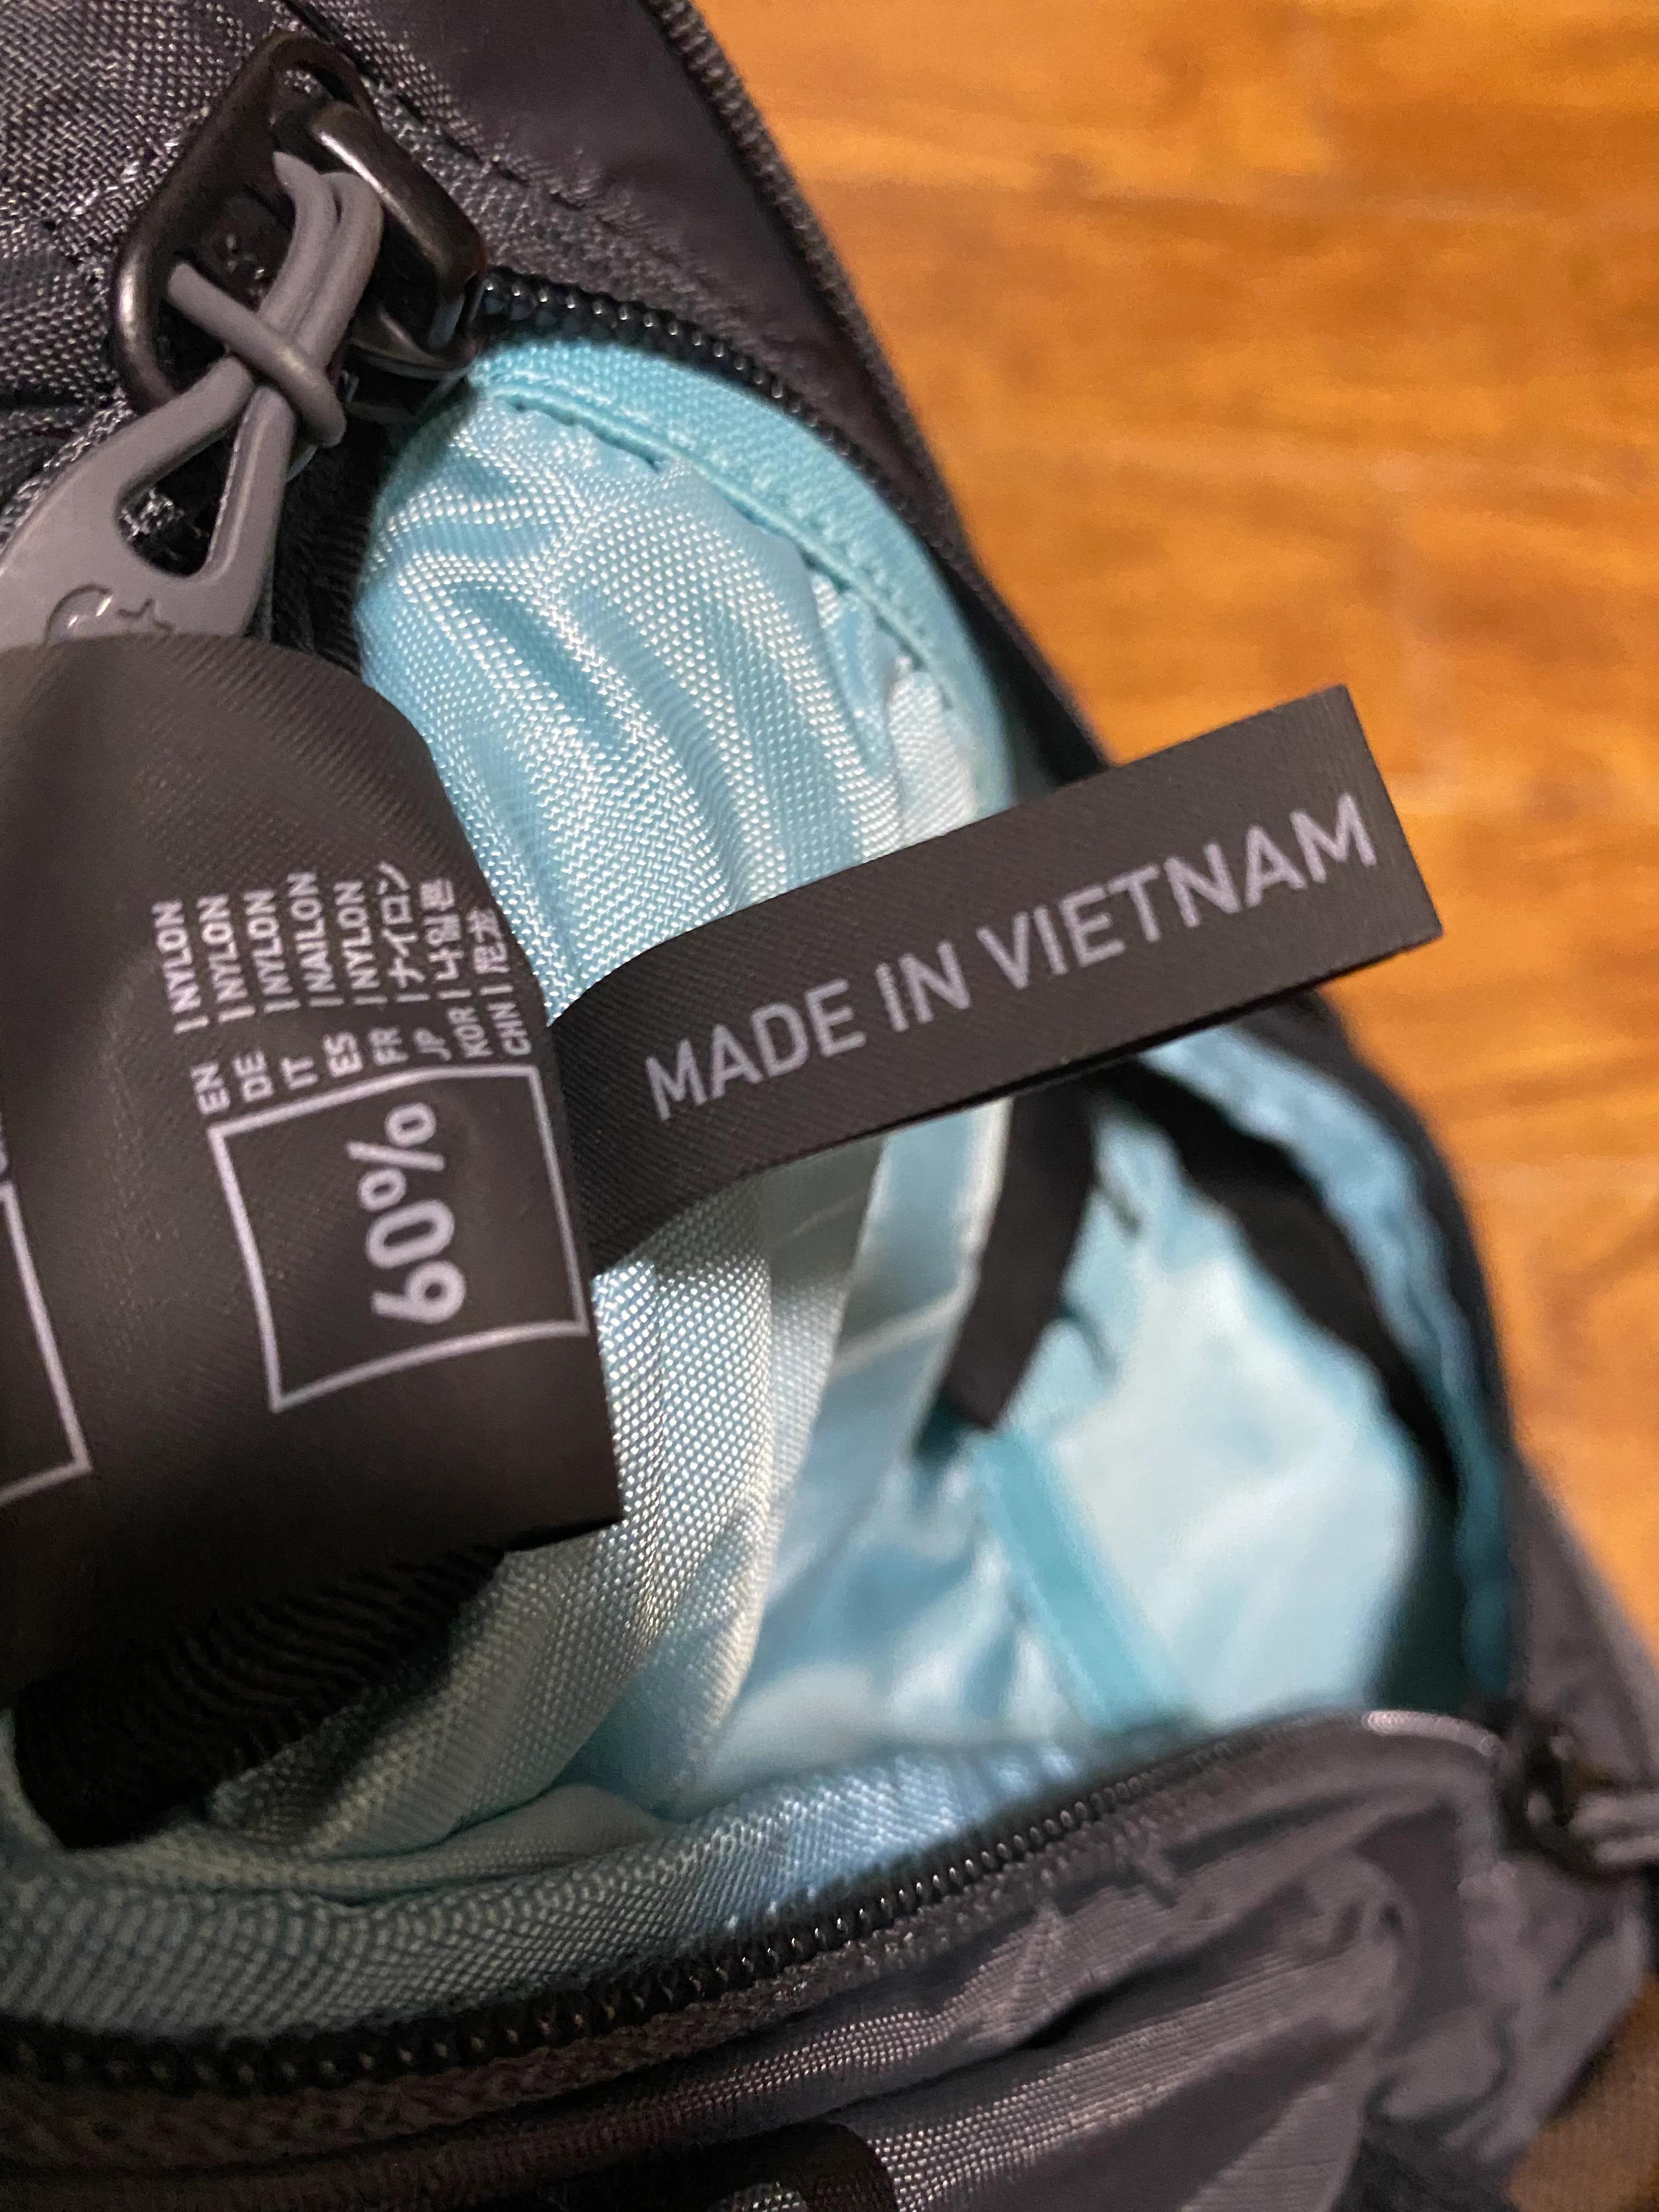 MADE IN VIETNAM
60%
EN | NYLON
DE | NYLON
IT | NYLON
ES | NAILON
FR | NYLON
JP | ナイロン
KOR | 나일론
CHN | 尼龙